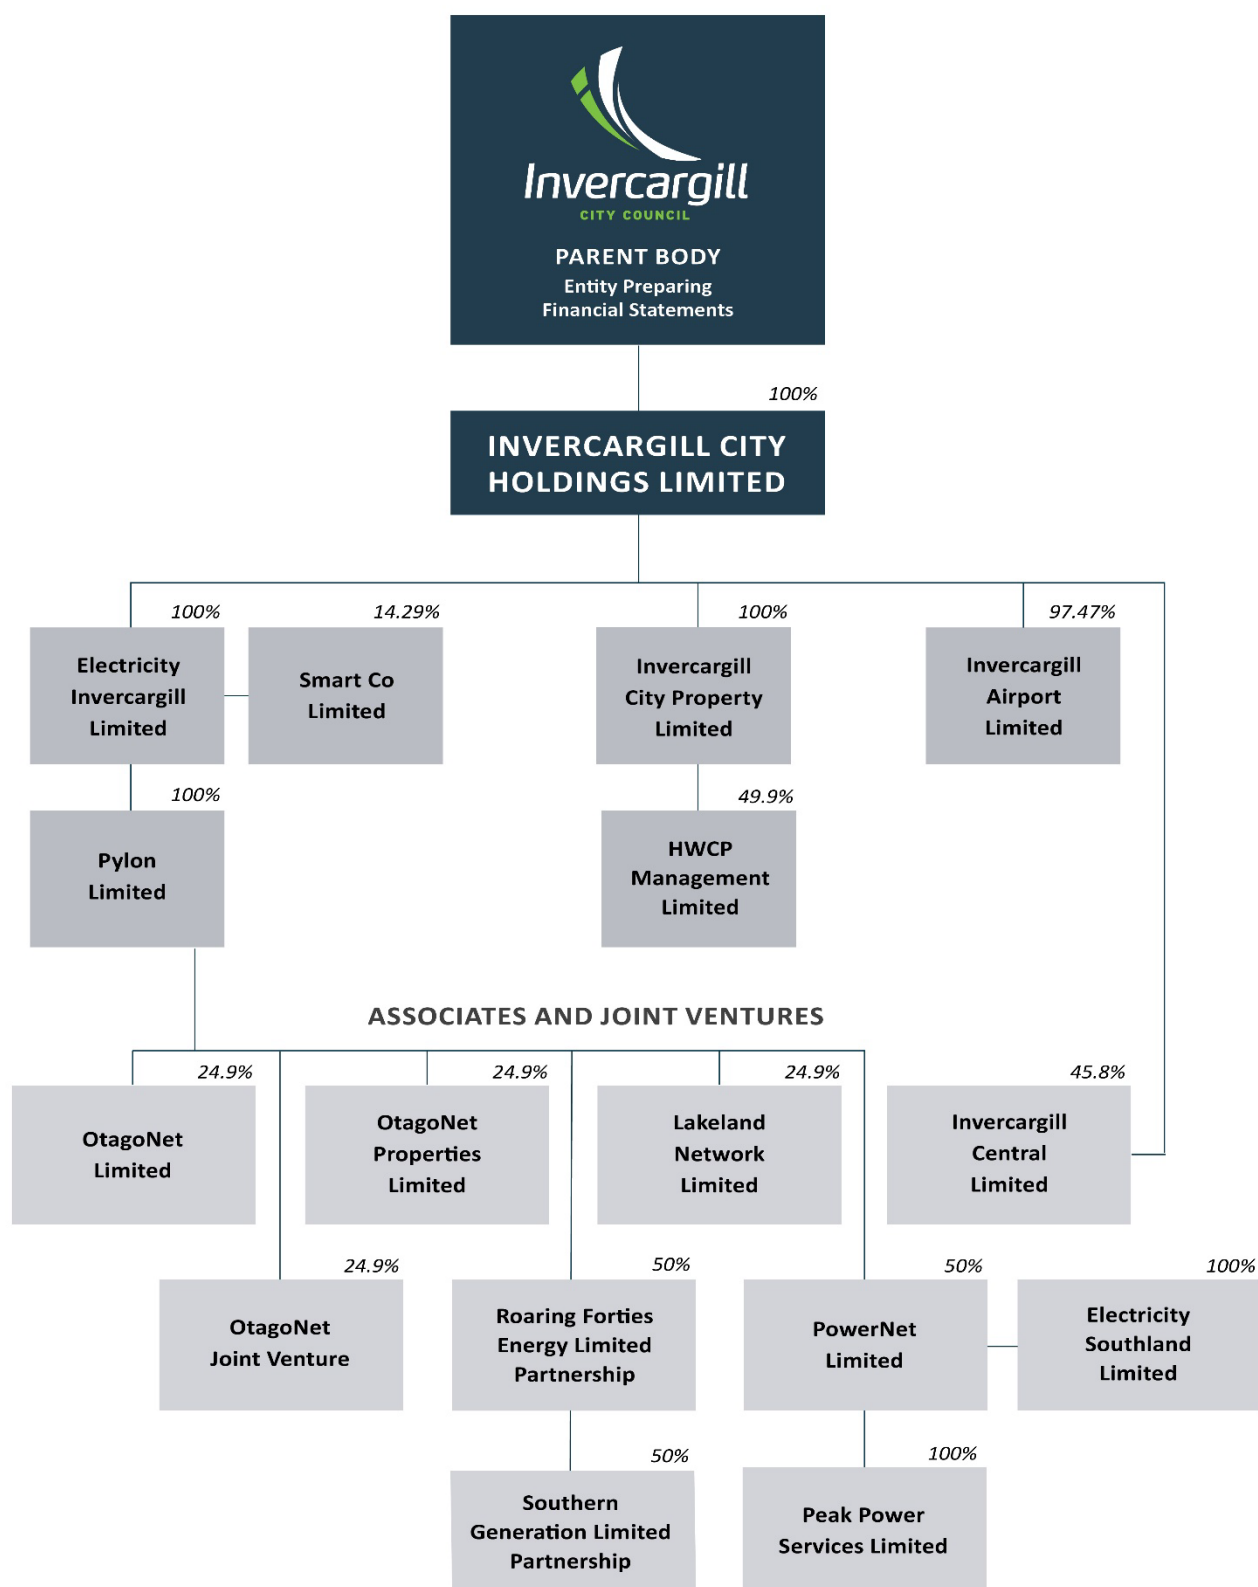 Invercargill
CITY COUNCIL
PARENT BODY
Entity Preparing
Financial Statements
100%
INVERCARGILL CITY
HOLDINGS LIMITED
100%
Electricity
Invercargill
Limited
14.29%
Smart Co
Limited
100%
Invercargill
City Property
Limited
97.47%
Invercargill
Airport
Limited
100%
Pylon
Limited
49.9%
HWCP
Management
Limited
ASSOCIATES AND JOINT VENTURES
24.9%
OtagoNet
Limited
24.9%
OtagoNet
Properties
Limited
24.9%
Lakeland
Network
Limited
45.8%
Invercargill
Central
Limited
24.9%
OtagoNet
Joint Venture
50%
Roaring Forties
Energy Limited
Partnership
50%
PowerNet
Limited
100%
Electricity
Southland
Limited
50%
Southern
Generation Limited
Partnership
100%
Peak Power
Services Limited